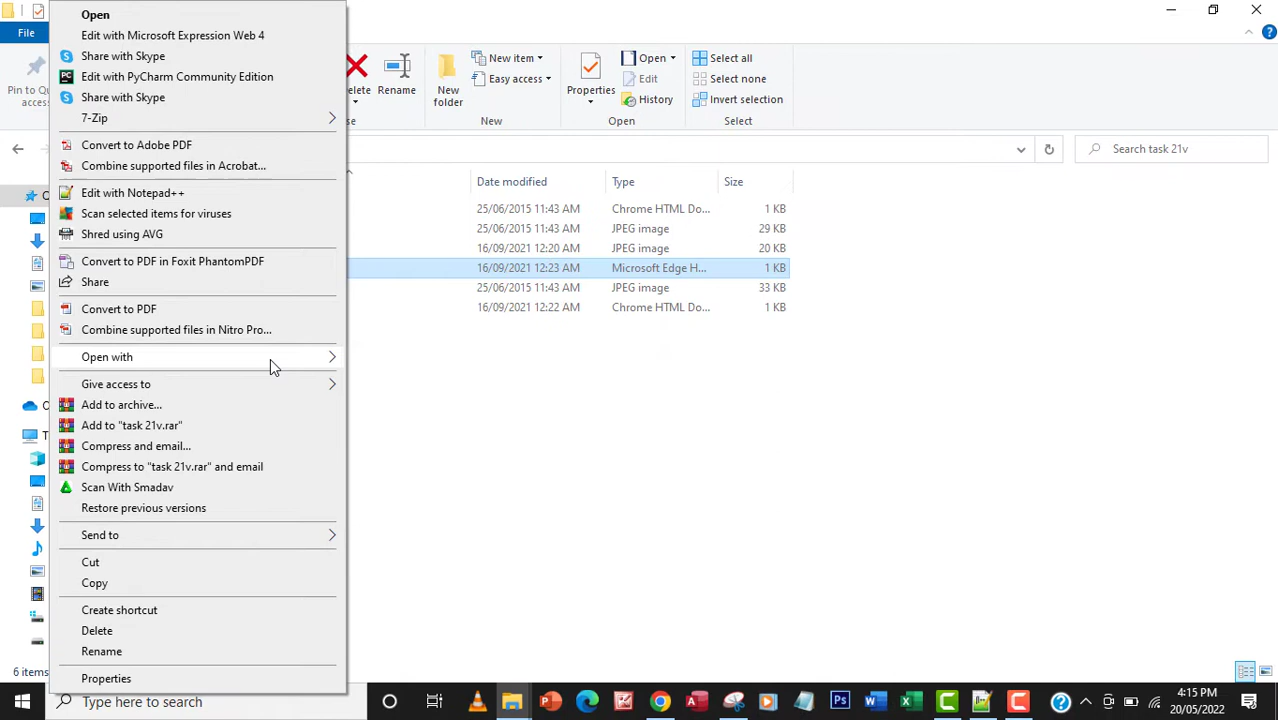 Open
Edit with Microsoft Expression Web 4
Share with Skype
Edit with PyCharm Community Edition
Share with Skype
7-Zip
Convert to Adobe PDF
Combine supported files in Acrobat...
Edit with Notepad++
Scan selected items for viruses
Shred using AVG
Convert to PDF in Foxit PhantomPDF
Share
Convert to PDF
Combine supported files in Nitro Pro...
Open with
Give access to
Add to archive...
Add to "task 21v.rar"
Compress and email...
Compress to "task 21v.rar" and email
Scan With Smadav
Restore previous versions
Send to
Cut
Copy
Create shortcut
Delete
Rename
Properties
File
Pin to Quick
access
Rename
New
folder
New item
Easy access
New
Properties
Open
Edit
History
Open
Select all
Select none
Invert selection
Select
Search task 21v
Date modified Type Size
25/06/2015 11:43 AM Chrome HTML Do... 1 KB
25/06/2015 11:43 AM JPEG image 29 KB
16/09/2021 12:20 AM JPEG image 20 KB
16/09/2021 12:23 AM Microsoft Edge H... 1 KB
25/06/2015 11:43 AM JPEG image 33 KB
16/09/2021 12:22 AM Chrome HTML Do... 1 KB
6 items
Type here to search
4:15 PM
20/05/2022